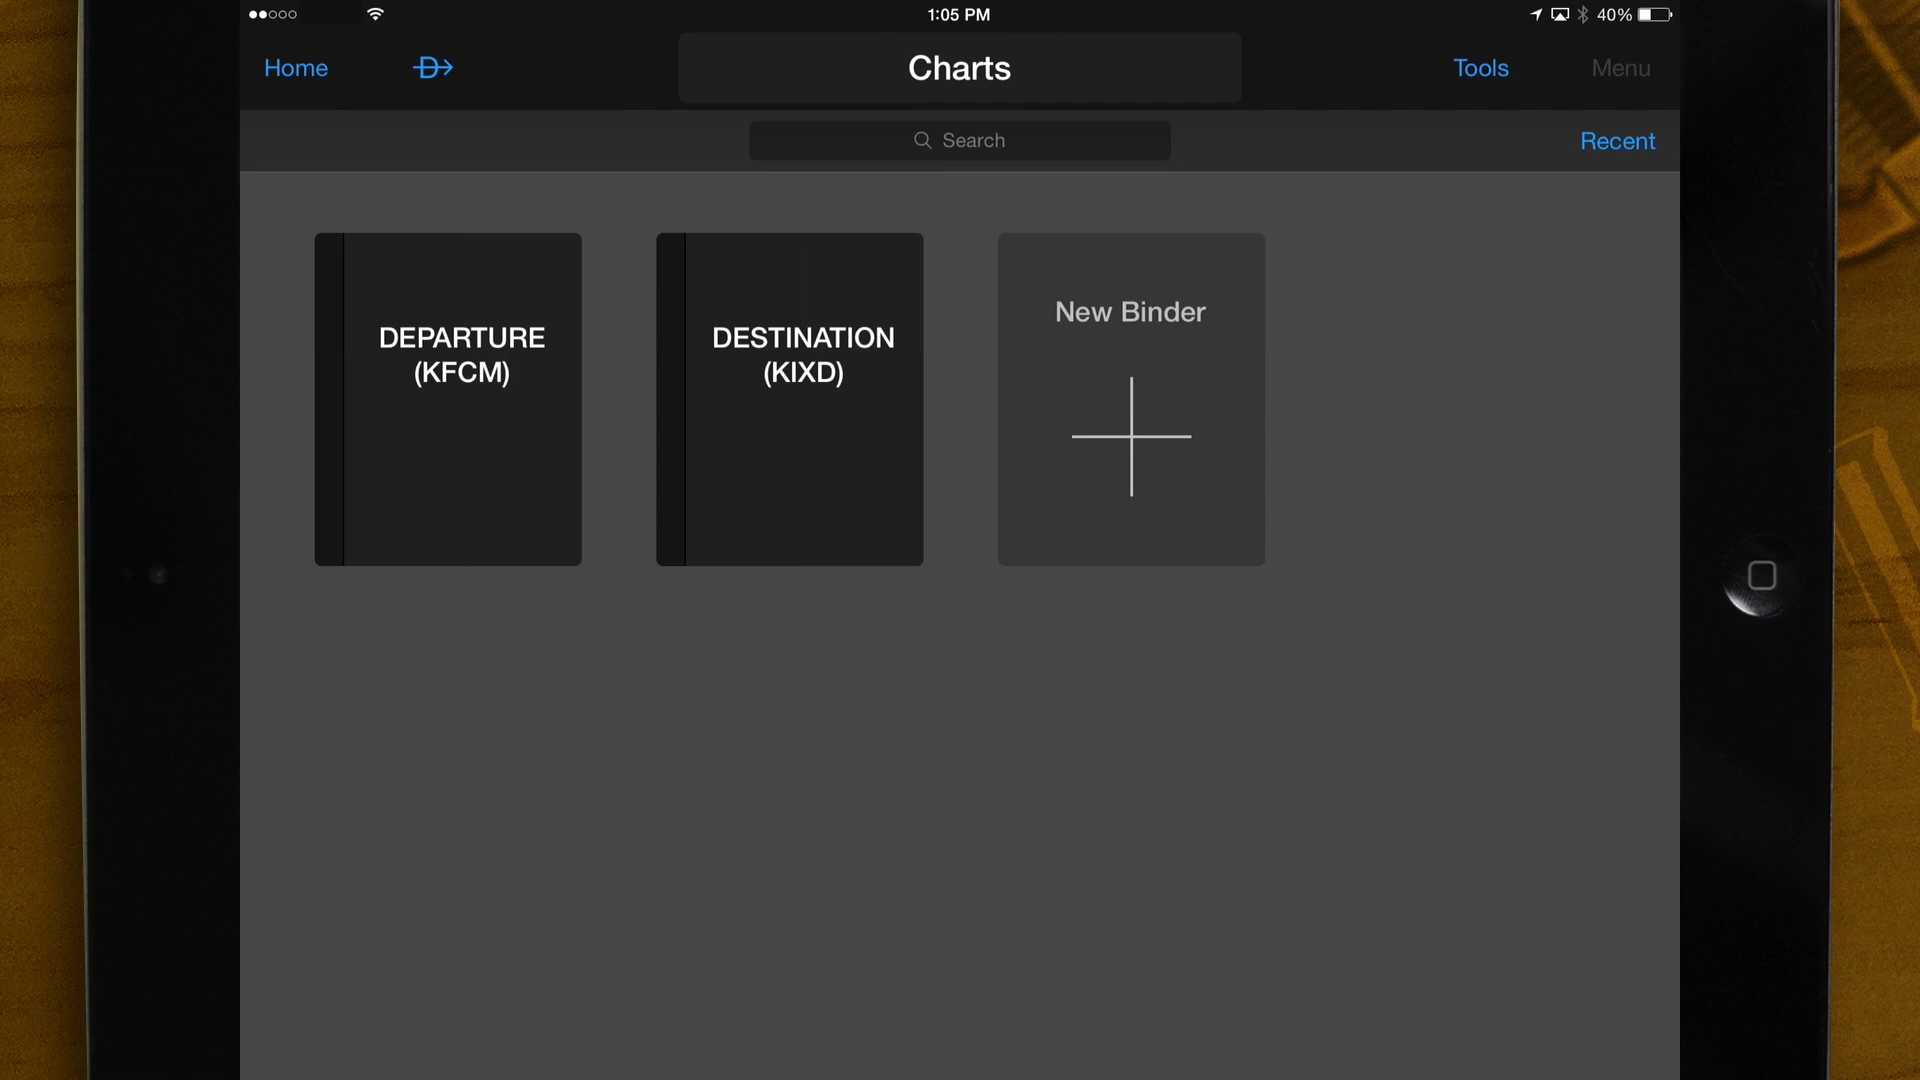 1:05 PM
40%
Home
Charts
Tools
Menu
Search
Recent
DEPARTURE
(KFCM)
DESTINATION
(KIXD)
New Binder